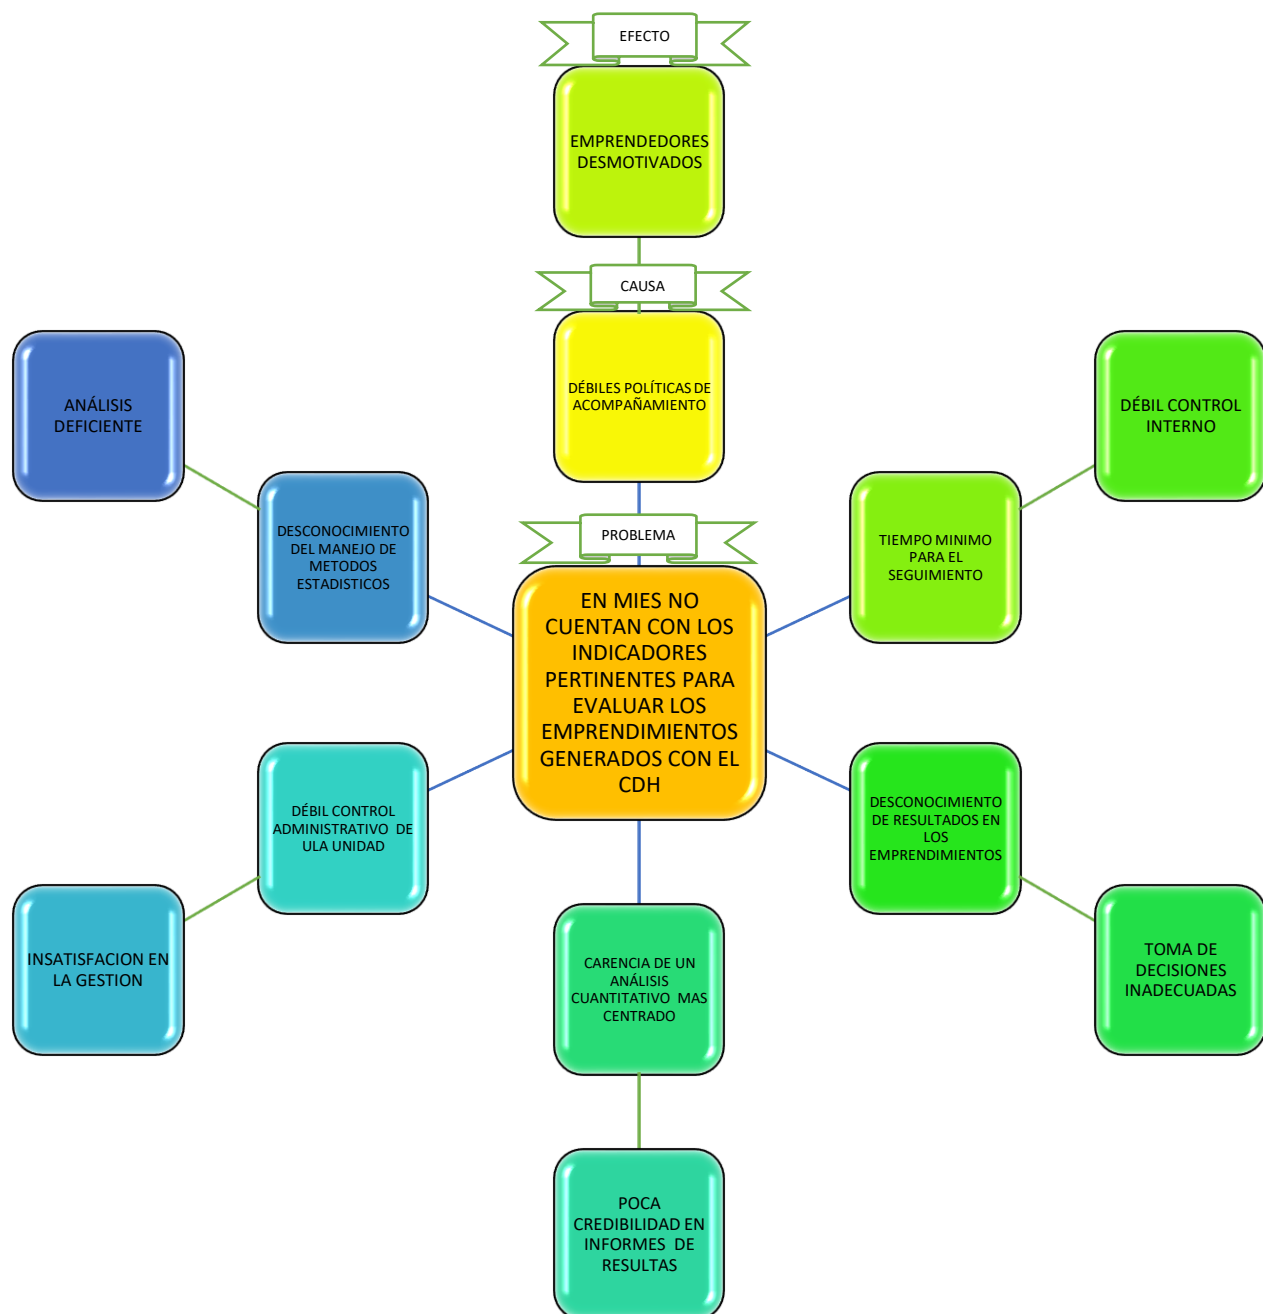 EFECTO
EMPRENDEDORES
DESMOTIVADOS
CAUSA
DÉBILES POLÍTICAS DE
ACOMPAÑAMIENTO
PROBLEMA
EN MIES NO
CUENTAN CON LOS
INDICADORES
PERTINENTES PARA
EVALUAR LOS
EMPRENDIMIENTOS
GENERADOS CON EL
CDH
TIEMPO MINIMO
PARA EL
SEGUIMIENTO
DÉBIL CONTROL
INTERNO
DESCONOCIMIENTO
DE RESULTADOS EN
LOS
EMPRENDIMIENTOS
TOMA DE
DECISIONES
INADECUADAS
CARENCIA DE UN
ANÁLISIS
CUANTITATIVO MAS
CENTRADO
POCA
CREDIBILIDAD EN
INFORMES DE
RESULTAS
DÉBIL CONTROL
ADMINISTRATIVO DE
ULA UNIDAD
INSATISFACION EN
LA GESTION
DESCONOCIMIENTO
DEL MANEJO DE
METODOS
ESTADISTICOS
ANÁLISIS
DEFICIENTE